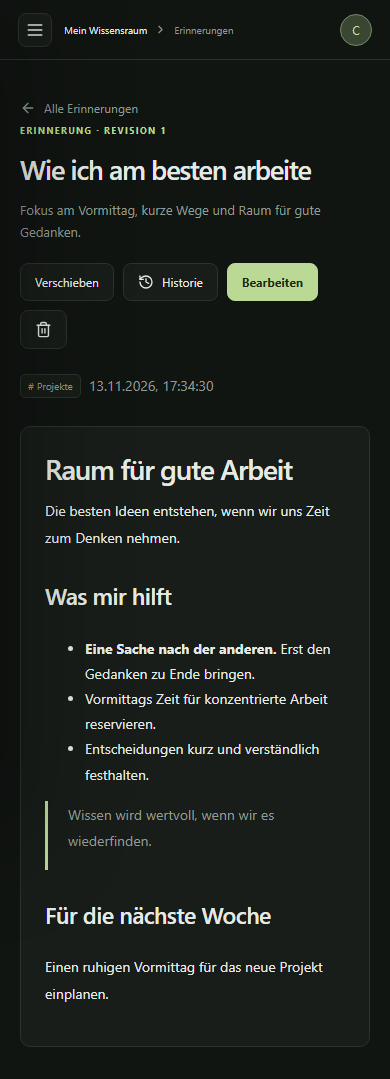 Mein Wissensraum > Erinnerungen
C
← Alle Erinnerungen
ERINNERUNG · REVISION 1
Wie ich am besten arbeite
Fokus am Vormittag, kurze Wege und Raum für gute
Gedanken.
Verschieben
Historie
Bearbeiten
# Projekte
13.11.2026, 17:34:30
Raum für gute Arbeit
Die besten Ideen entstehen, wenn wir uns Zeit
zum Denken nehmen.
Was mir hilft
• Eine Sache nach der anderen. Erst den
Gedanken zu Ende bringen.
• Vormittags Zeit für konzentrierte Arbeit
reservieren.
• Entscheidungen kurz und verständlich
festhalten.
Wissen wird wertvoll, wenn wir es
wiederfinden.
Für die nächste Woche
Einen ruhigen Vormittag für das neue Projekt
einplanen.